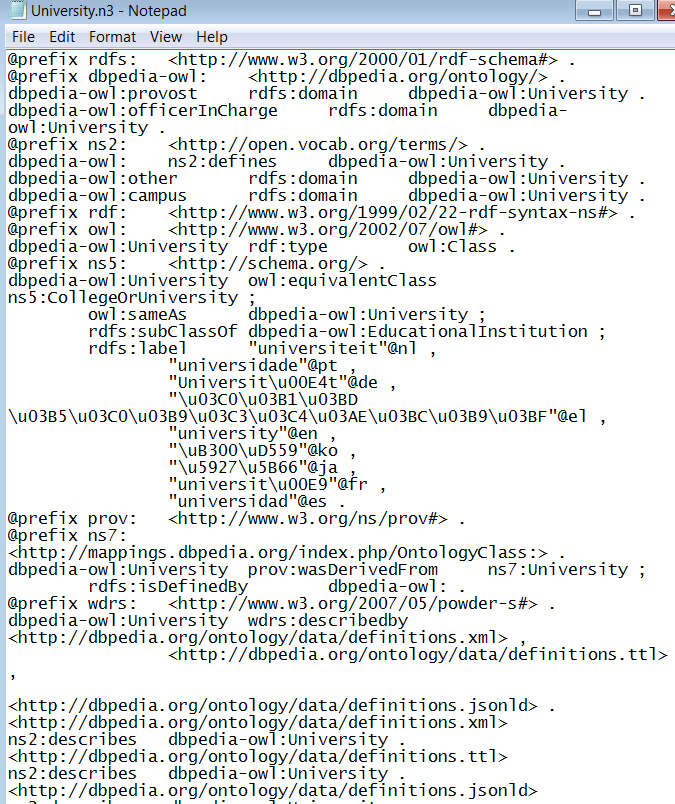 University.n3 - Notepad
File Edit Format View Help
@prefix rdfs: <http://www.w3.org/2000/01/rdf-schema#> .
@prefix dbpedia-owl: <http://dbpedia.org/ontology/> .
dbpedia-owl:provost rdfs:domain dbpedia-owl:University .
dbpedia-owl:officerInCharge rdfs:domain dbpedia-
owl:University .
@prefix ns2: <http://open.vocab.org/terms/> .
dbpedia-owl: ns2:defines dbpedia-owl:University .
dbpedia-owl:other rdfs:domain dbpedia-owl:University .
dbpedia-owl:campus rdfs:domain dbpedia-owl:University .
@prefix rdf: <http://www.w3.org/1999/02/22-rdf-syntax-ns#> .
@prefix owl: <http://www.w3.org/2002/07/owl#> .
dbpedia-owl:University rdf:type owl:Class .
@prefix ns5: <http://schema.org/> .
dbpedia-owl:University owl:equivalentClass
ns5:CollegeOrUniversity ;
owl:sameAs dbpedia-owl:University ;
rdfs:subClassOf dbpedia-owl:EducationalInstitution ;
rdfs:label "universiteit"@nl ,
"universidade"@pt ,
"Universit\u00E4t"@de ,
"\u03C0\u03B1\u03BD
\u03B5\u03C0\u03B9\u03C3\u03C4\u03AE\u03BC\u03B9\u03BF"@el ,
"university"@en ,
"\uB300\uD559"@ko ,
"\u5927\u5B66"@ja ,
"universit\u00E9"@fr ,
"universidad"@es .
@prefix prov: <http://www.w3.org/ns/prov#> .
@prefix ns7:
<http://mappings.dbpedia.org/index.php/OntologyClass:> .
dbpedia-owl:University prov:wasDerivedFrom ns7:University ;
rdfs:isDefinedBy dbpedia-owl: .
@prefix wdrs: <http://www.w3.org/2007/05/powder-s#> .
dbpedia-owl:University wdrs:describedby
<http://dbpedia.org/ontology/data/definitions.xml> ,
<http://dbpedia.org/ontology/data/definitions.ttl>
,
<http://dbpedia.org/ontology/data/definitions.jsonld> .
<http://dbpedia.org/ontology/data/definitions.xml>
ns2:describes dbpedia-owl:University .
<http://dbpedia.org/ontology/data/definitions.ttl>
ns2:describes dbpedia-owl:University .
<http://dbpedia.org/ontology/data/definitions.jsonld>